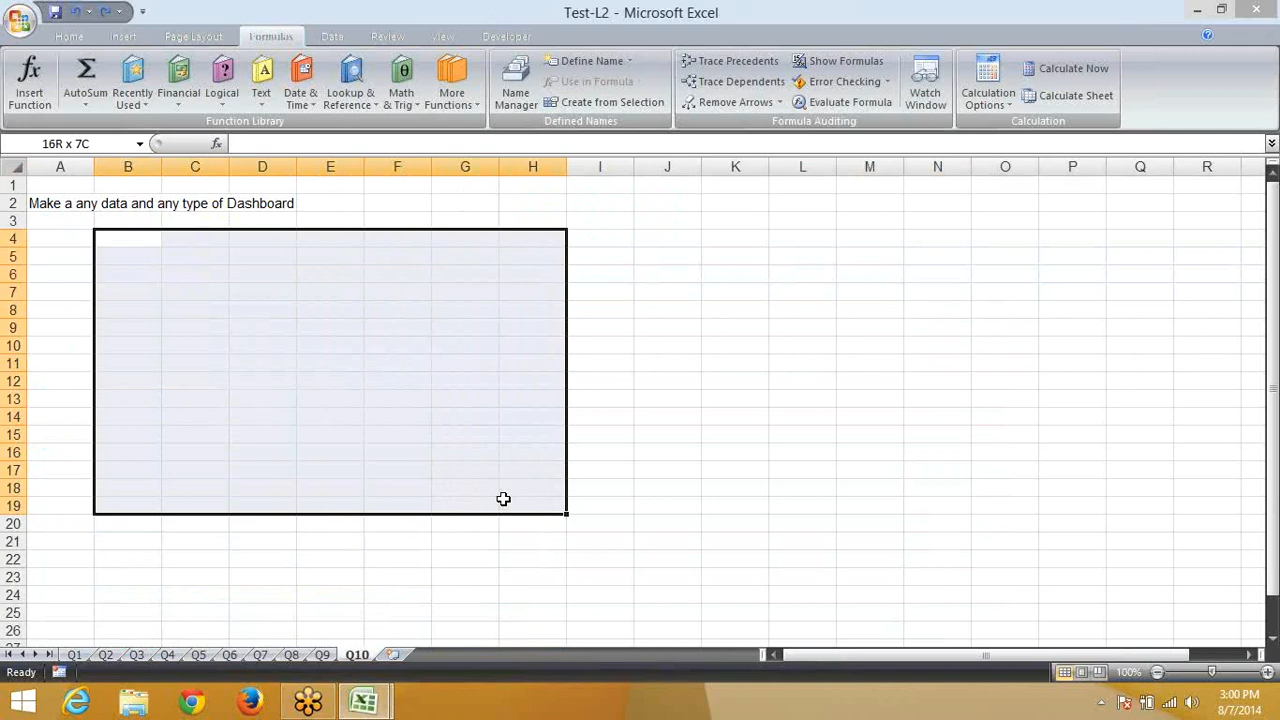 Test-L2 - Microsoft Excel
Home Insert Page Layout Formulas Data Review View Developer
Insert Function
AutoSum
Recently Used
Financial
Logical
Text
Date & Time
Lookup & Reference
Math & Trig
More Functions
Function Library
Name Manager
Define Name
Use in Formula
Create from Selection
Defined Names
Trace Precedents
Trace Dependents
Remove Arrows
Show Formulas
Error Checking
Evaluate Formula
Formula Auditing
Watch Window
Calculation Options
Calculate Now
Calculate Sheet
Calculation
16R x 7C
fx
A B C D E F G H I J K L M N O P Q R
1
2 Make a any data and any type of Dashboard
3
4
5
6
7
8
9
10
11
12
13
14
15
16
17
18
19
20
21
22
23
24
25
26
Q1 Q2 Q3 Q4 Q5 Q6 Q7 Q8 Q9 Q10
Ready
100%
3:00 PM
8/7/2014